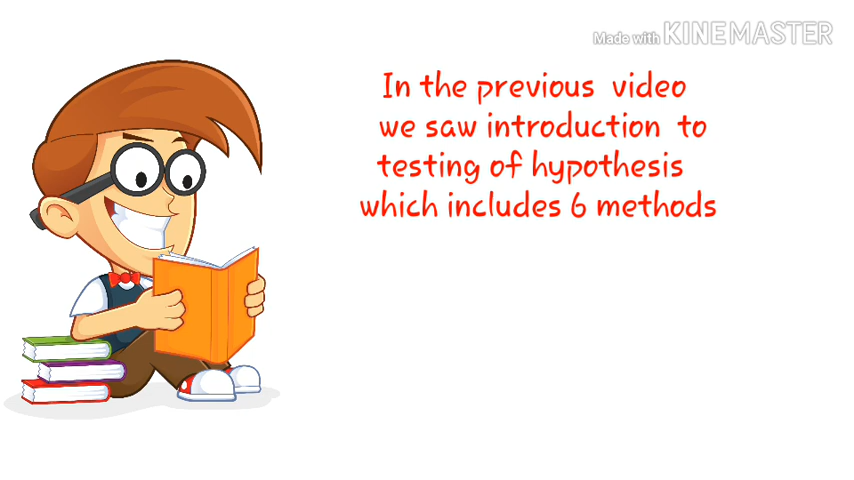 Made with KINEMASTER
In the previous video
we saw introduction to
testing of hypothesis
which includes 6 methods